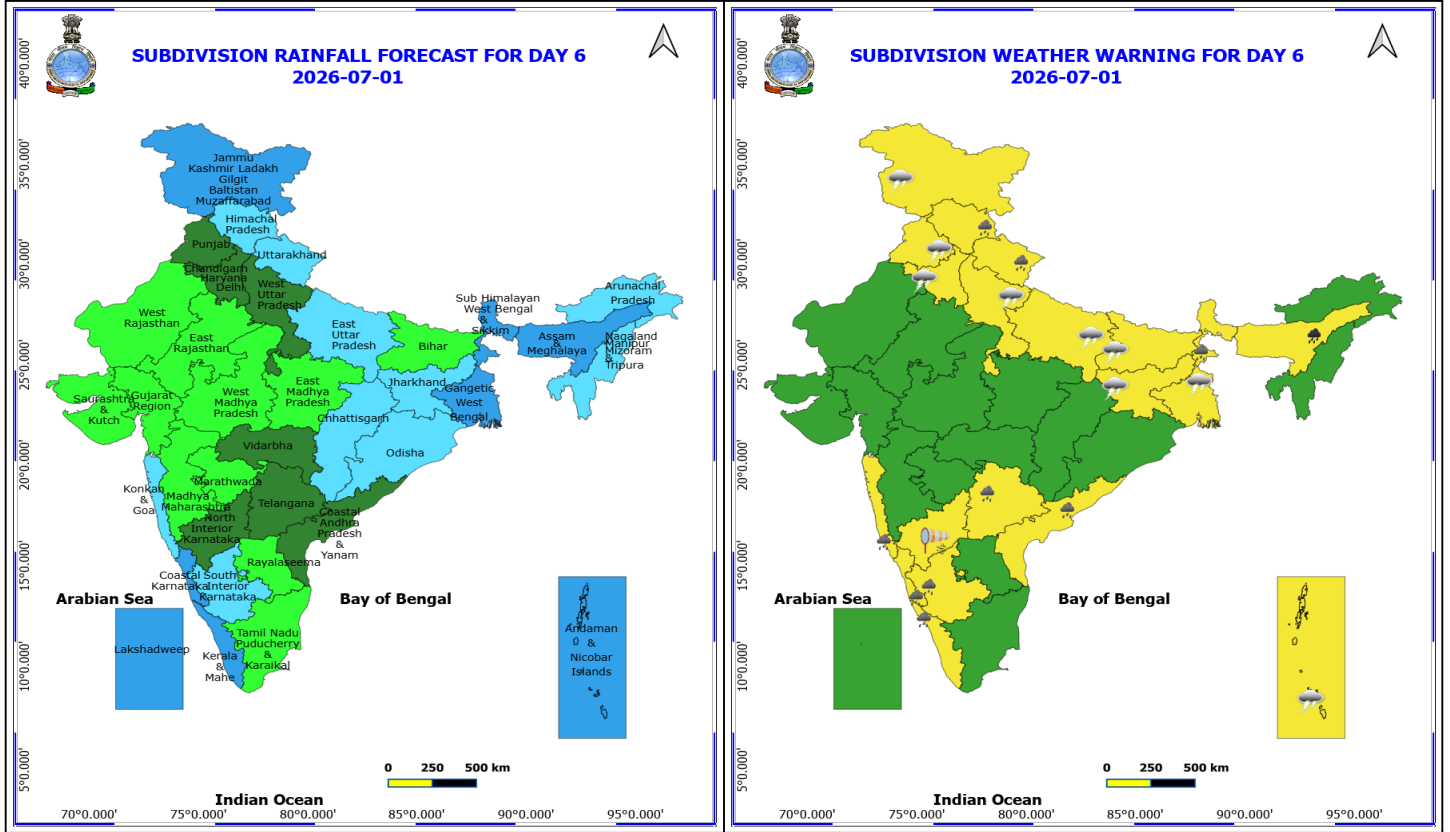 SUBDIVISION RAINFALL FORECAST FOR DAY 6
2026-07-01
40°0.000'
35°0.000'
30°0.000'
25°0.000'
20°0.000'
15°0.000'
10°0.000'
5°0.000'
Jammu
Kashmir Ladakh
Gilgit
Baltistan
Muzaffarabad
Himachal
Pradesh
Punjab
Uttarakhand
Chandigarh
Haryana
Delhi
West
Uttar
Pradesh
Arunachal
Pradesh
Sub Himalayan
West Bengal
&
Sikkim
West
Rajasthan
East
Uttar
Pradesh
East
Rajasthan
Bihar
Assam
&
Meghalaya
Nagaland
Manipur
Mizoram
&
Tripura
Jharkhand
Gangetic
West
Bengal
East
Madhya
Pradesh
West
Madhya
Pradesh
Gujarat
Region
Saurashtra
&
Kutch
Chhattisgarh
Vidarbha
Odisha
Marathwada
Konkan
&
Goa
Madhya
Maharashtra
Telangana
North
Interior
Karnataka
Coastal
Andhra
Pradesh
&
Yanam
Rayalaseema
Coastal
Karnataka
South
Interior
Karnataka
Arabian Sea
Bay of Bengal
Lakshadweep
Tamil Nadu
Puducherry
&
Karaikal
Kerala
&
Mahe
Andaman
&
Nicobar
Islands
0 250 500 km
Indian Ocean
70°0.000' 75°0.000' 80°0.000' 85°0.000' 90°0.000' 95°0.000'
SUBDIVISION WEATHER WARNING FOR DAY 6
2026-07-01
40°0.000'
35°0.000'
30°0.000'
25°0.000'
20°0.000'
15°0.000'
10°0.000'
5°0.000'
Arabian Sea
Bay of Bengal
0 250 500 km
Indian Ocean
70°0.000' 75°0.000' 80°0.000' 85°0.000' 90°0.000' 95°0.000'